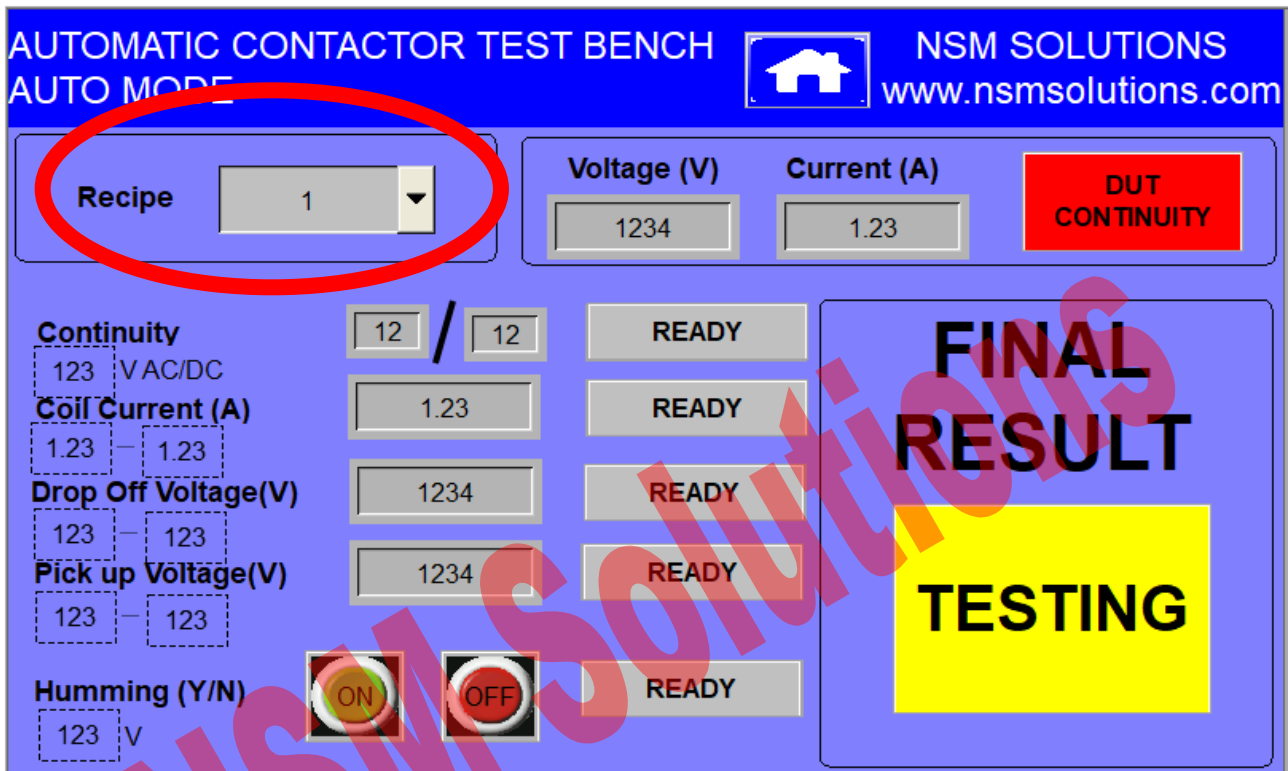 AUTOMATIC CONTACTOR TEST BENCH
AUTO MODE
NSM SOLUTIONS
www.nsmsolutions.com
Recipe 1
Voltage (V) Current (A)
1234 1.23
DUT
CONTINUITY
Continuity 12 / 12 READY
123 V AC/DC
Coil Current (A) 1.23 READY
1.23 – 1.23
Drop Off Voltage(V) 1234 READY
123 – 123
Pick up Voltage(V) 1234 READY
123 – 123
Humming (Y/N) ON OFF READY
123 V
FINAL
RESULT
TESTING
NSM Solutions